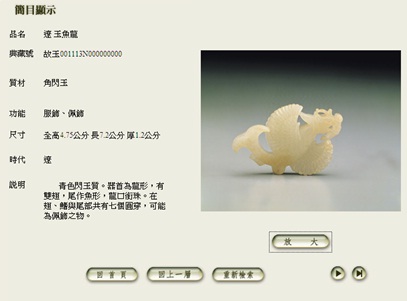 簡目顯示
品名 遼 玉魚龍
典藏號 故玉001113N000000000
質材 角閃玉
功能 服飾、佩飾
尺寸 全高4.75公分 長7.2公分 厚1.2公分
時代 遼
說明 青色閃玉質。器首為龍形，有
雙翅，尾作魚形，龍口銜珠。在
翅、鰭與尾部共有七個圓穿，可能
為佩飾之物。
放 大
回 首 頁 回上一層 重新檢索